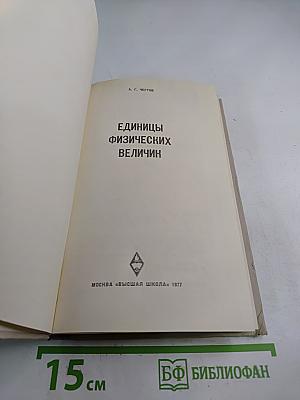 А. Г. ЧЕРТОВ
ЕДИНИЦЫ
ФИЗИЧЕСКИХ
ВЕЛИЧИН
МОСКВА «ВЫСШАЯ ШКОЛА» 1977
15 см
БФ БИБЛИОФАН